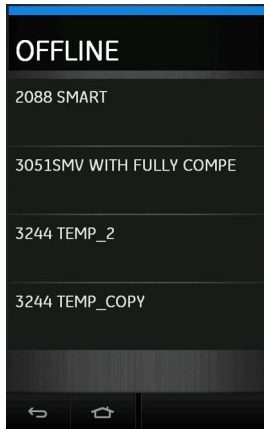 OFFLINE
2088 SMART
3051SMV WITH FULLY COMPE
3244 TEMP_2
3244 TEMP_COPY